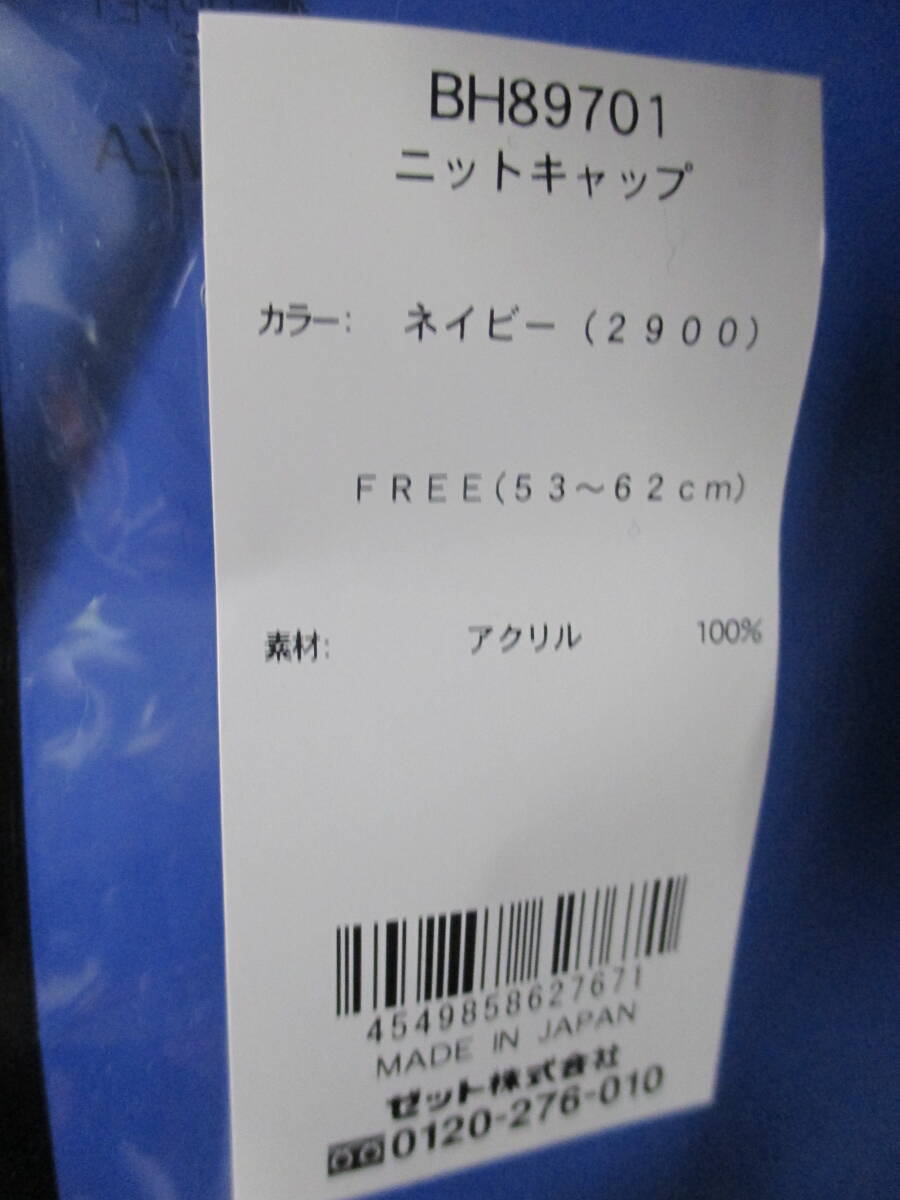 BH89701
ニットキャップ
カラー: ネイビー (2900)
FREE(53～62cm)
素材: アクリル 100%
4549858627671
MADE IN JAPAN
ゼット株式会社
0120-276-010